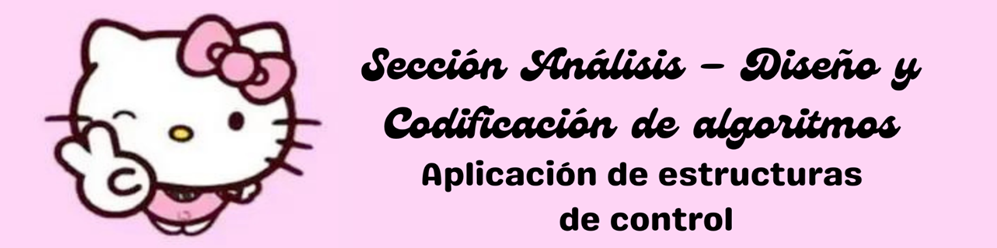 Sección Análisis - Diseño y
Codificación de algoritmos
Aplicación de estructuras
de control